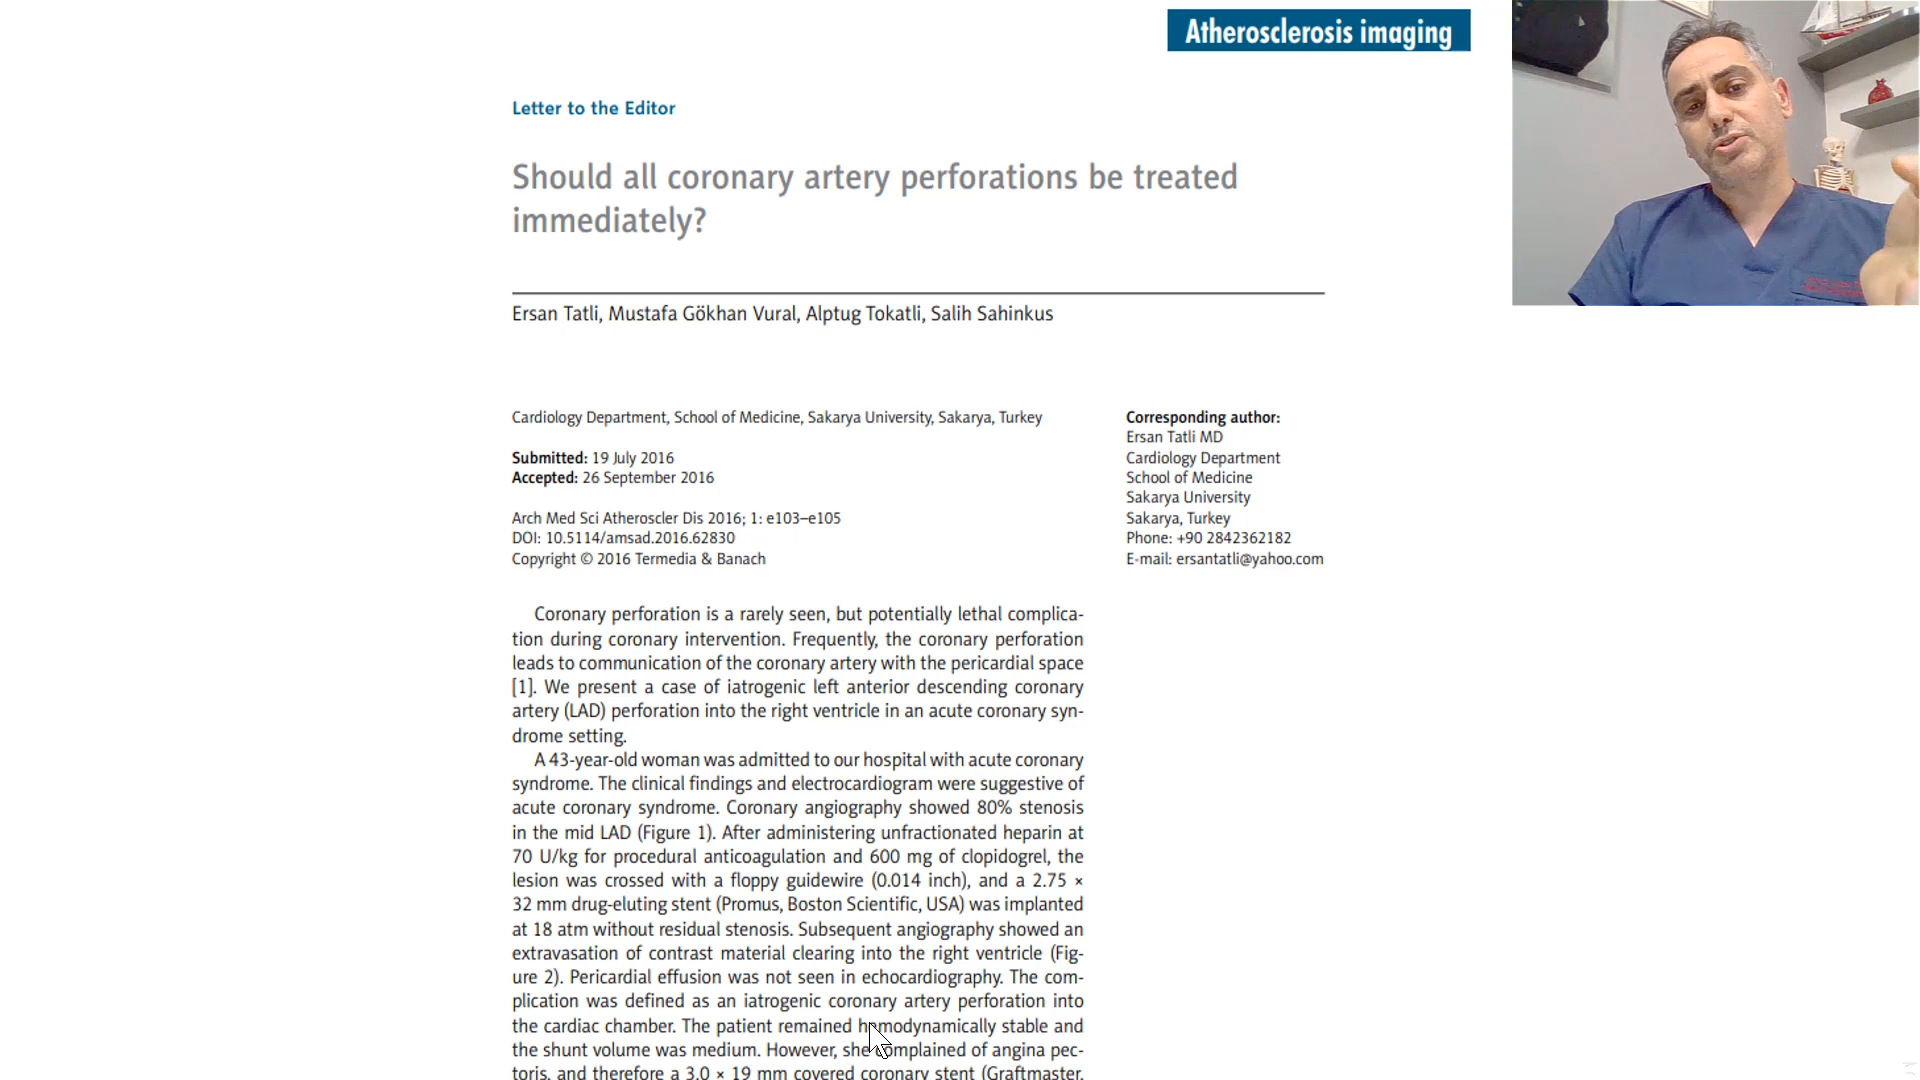 Atherosclerosis imaging
Letter to the Editor
Should all coronary artery perforations be treated
immediately?
Ersan Tatli, Mustafa Gökhan Vural, Alptug Tokatli, Salih Sahinkus
Cardiology Department, School of Medicine, Sakarya University, Sakarya, Turkey
Submitted: 19 July 2016
Accepted: 26 September 2016
Arch Med Sci Atheroscler Dis 2016; 1: e103–e105
DOI: 10.5114/amsad.2016.62830
Copyright © 2016 Termedia & Banach
Corresponding author:
Ersan Tatli MD
Cardiology Department
School of Medicine
Sakarya University
Sakarya, Turkey
Phone: +90 2842362182
E-mail: ersantatli@yahoo.com
Coronary perforation is a rarely seen, but potentially lethal complica-
tion during coronary intervention. Frequently, the coronary perforation
leads to communication of the coronary artery with the pericardial space
[1]. We present a case of iatrogenic left anterior descending coronary
artery (LAD) perforation into the right ventricle in an acute coronary syn-
drome setting.
A 43-year-old woman was admitted to our hospital with acute coronary
syndrome. The clinical findings and electrocardiogram were suggestive of
acute coronary syndrome. Coronary angiography showed 80% stenosis
in the mid LAD (Figure 1). After administering unfractionated heparin at
70 U/kg for procedural anticoagulation and 600 mg of clopidogrel, the
lesion was crossed with a floppy guidewire (0.014 inch), and a 2.75 ×
32 mm drug-eluting stent (Promus, Boston Scientific, USA) was implanted
at 18 atm without residual stenosis. Subsequent angiography showed an
extravasation of contrast material clearing into the right ventricle (Fig-
ure 2). Pericardial effusion was not seen in echocardiography. The com-
plication was defined as an iatrogenic coronary artery perforation into
the cardiac chamber. The patient remained hemodynamically stable and
the shunt volume was medium. However, she complained of angina pec-
toris, and therefore a 3.0 × 19 mm covered coronary stent (Graftmaster,